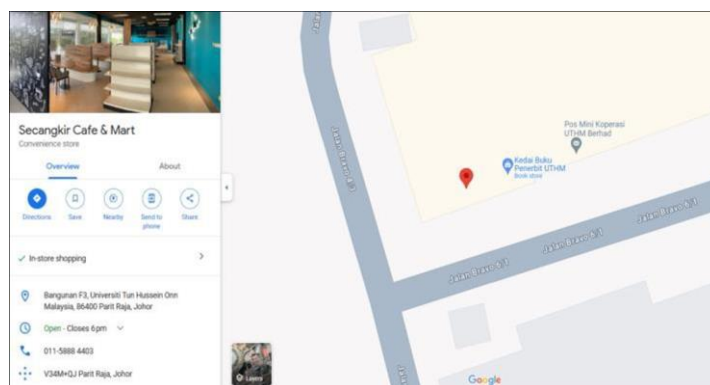 Secangkir Cafe & Mart
Convenience store
Overview
About
Directions
Save
Nearby
Send to
phone
Share
In-store shopping
Bangunan F3, Universiti Tun Hussein Onn
Malaysia, 86400 Parit Raja, Johor
Open · Closes 6 pm
011-5888 4403
V34M+QJ Parit Raja, Johor
Pos Mini Koperasi
UTHM Berhad
Kedai Buku
Penerbit UTHM
Book store
Jalan Bravo 6/3
Jalan Bravo 6/3
Jalan Bravo 6/3
Layers
Google